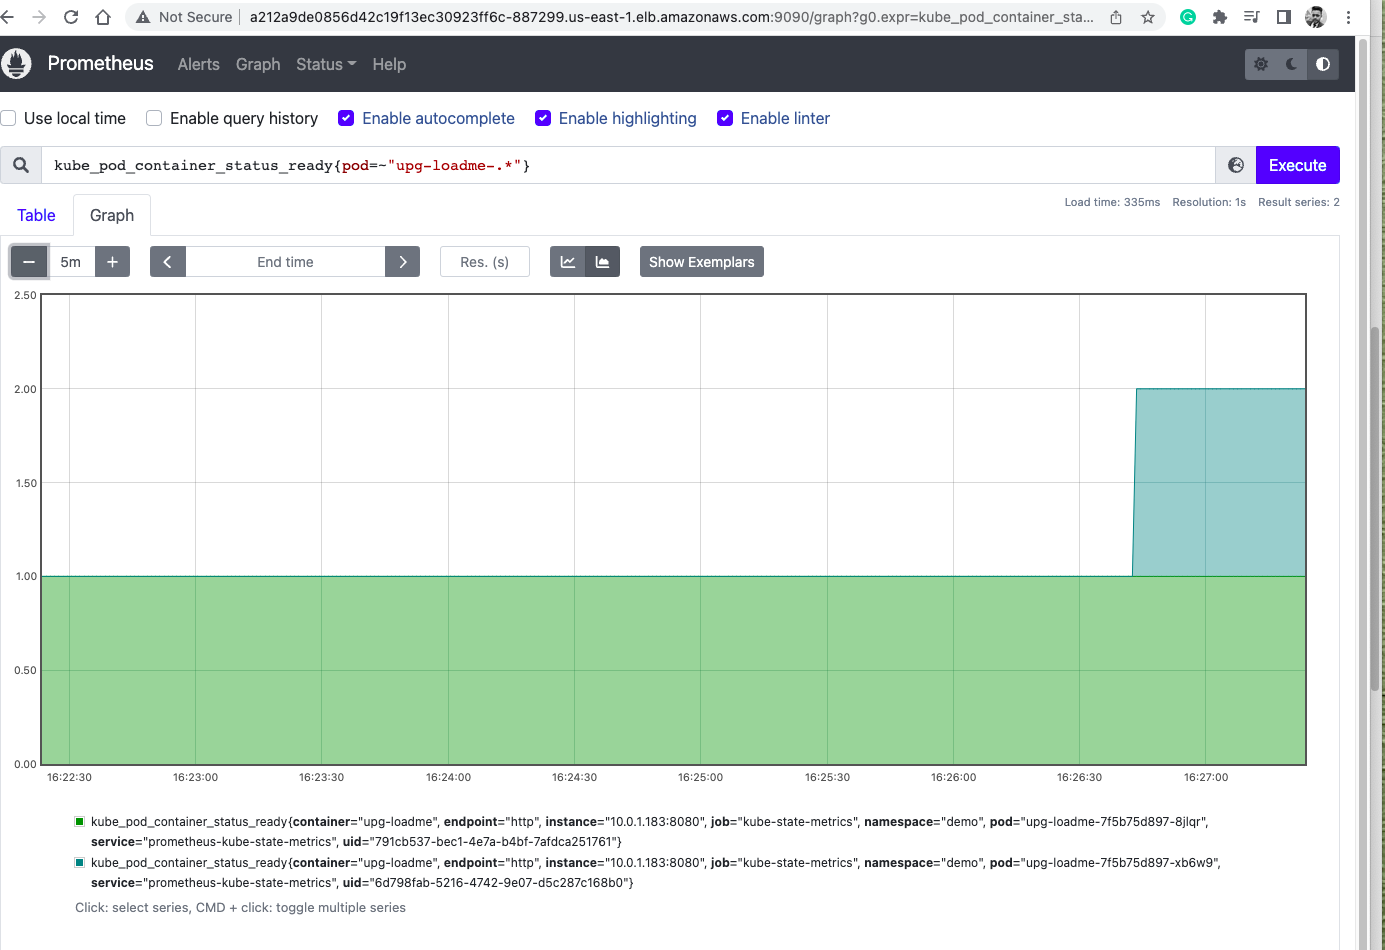 Not Secure
a212a9de0856d42c19f13ec30923ff6c-887299.us-east-1.elb.amazonaws.com:9090/graph?g0.expr=kube_pod_container_sta...
Prometheus Alerts Graph Status Help
Use local time Enable query history Enable autocomplete Enable highlighting Enable linter
kube_pod_container_status_ready{pod=~"upg-loadme-.*"}
Execute
Table Graph
Load time: 335ms Resolution: 1s Result series: 2
− 5m + End time Res. (s) Show Exemplars
2.50
2.00
1.50
1.00
0.50
0.00
16:22:30 16:23:00 16:23:30 16:24:00 16:24:30 16:25:00 16:25:30 16:26:00 16:26:30 16:27:00
kube_pod_container_status_ready{container="upg-loadme", endpoint="http", instance="10.0.1.183:8080", job="kube-state-metrics", namespace="demo", pod="upg-loadme-7f5b75d897-8jlqr",
service="prometheus-kube-state-metrics", uid="791cb537-bec1-4e7a-b4bf-7afdca251761"}
kube_pod_container_status_ready{container="upg-loadme", endpoint="http", instance="10.0.1.183:8080", job="kube-state-metrics", namespace="demo", pod="upg-loadme-7f5b75d897-xb6w9",
service="prometheus-kube-state-metrics", uid="6d798fab-5216-4742-9e07-d5c287c168b0"}
Click: select series, CMD + click: toggle multiple series